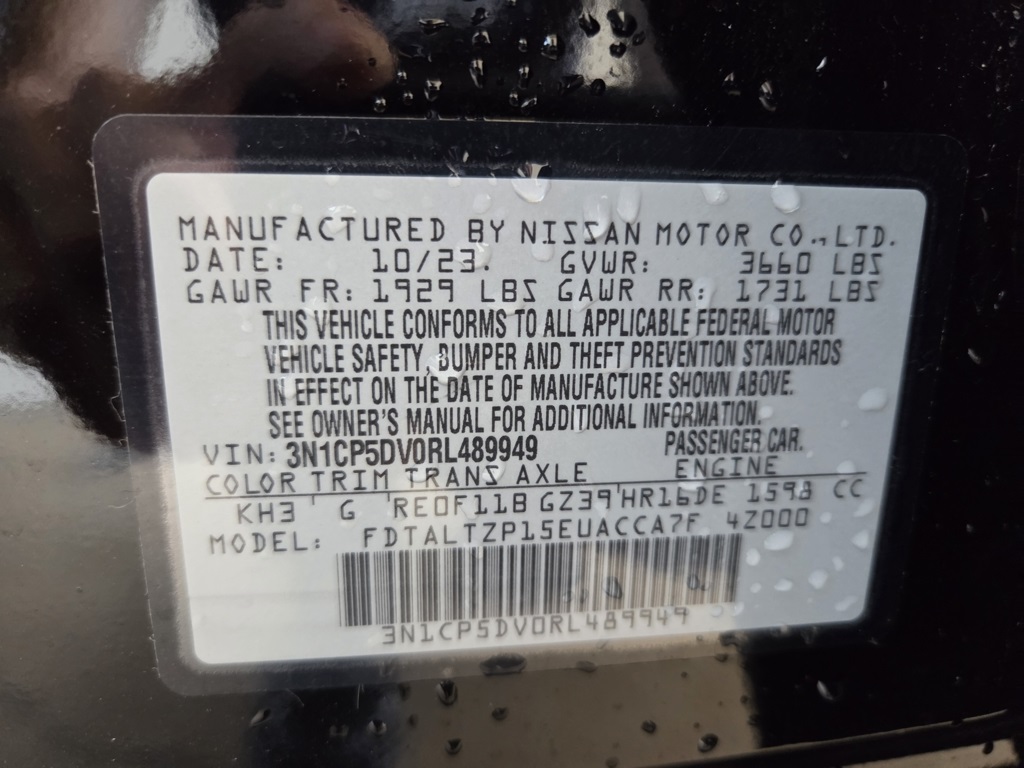 MANUFACTURED BY NISSAN MOTOR CO.,LTD.
DATE: 10/23. GVWR: 3660 LBS
GAWR FR: 1929 LBS GAWR RR: 1731 LBS
THIS VEHICLE CONFORMS TO ALL APPLICABLE FEDERAL MOTOR
VEHICLE SAFETY, BUMPER AND THEFT PREVENTION STANDARDS
IN EFFECT ON THE DATE OF MANUFACTURE SHOWN ABOVE.
SEE OWNER'S MANUAL FOR ADDITIONAL INFORMATION.
VIN: 3N1CP5DV0RL489949 PASSENGER CAR.
COLOR TRIM TRANS AXLE ENGINE
KH3 G RE0F11B GZ39 HR16DE 1598 CC
MODEL: FDTALTZP15EUACCA7F 4Z000
3N1CP5DV0RL489949